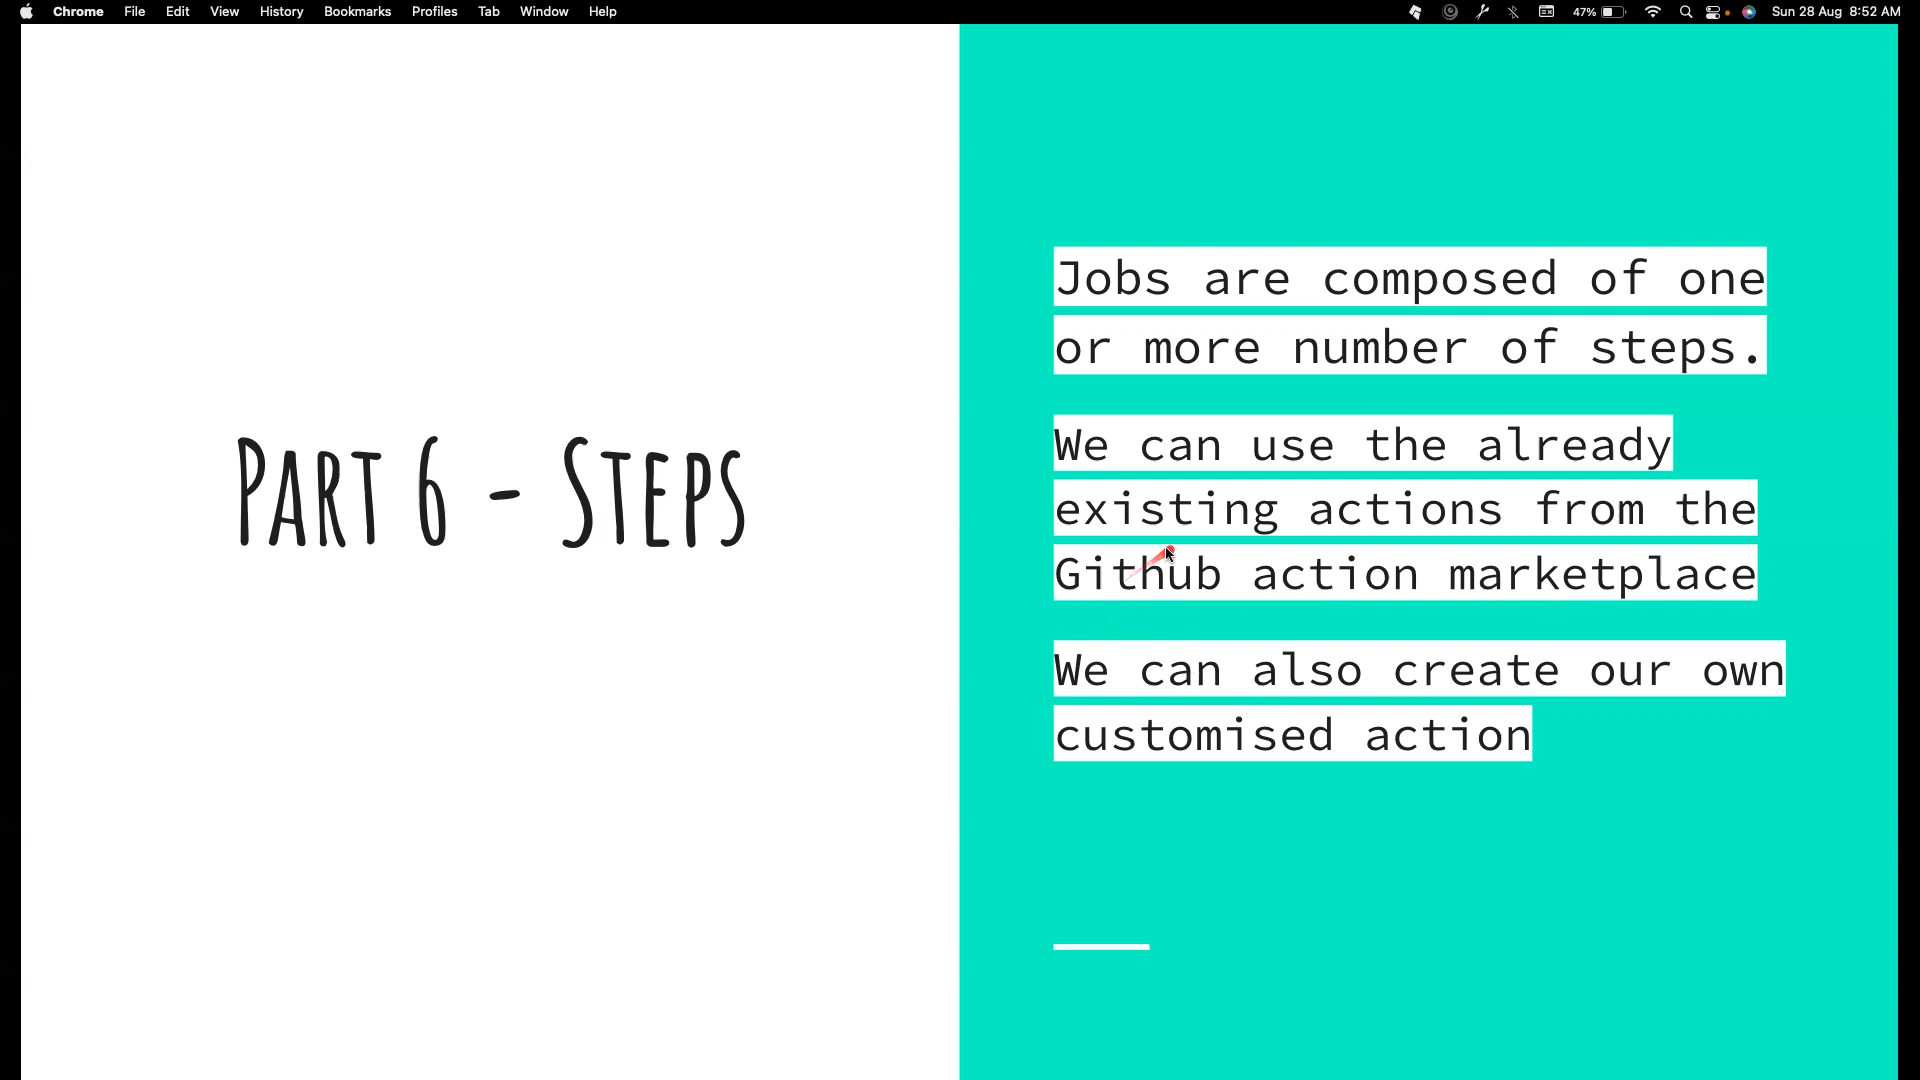 Chrome File Edit View History Bookmarks Profiles Tab Window Help 47% Sun 28 Aug 8:52 AM
Part 6 - Steps
Jobs are composed of one
or more number of steps.
We can use the already
existing actions from the
Github action marketplace
We can also create our own
customised action